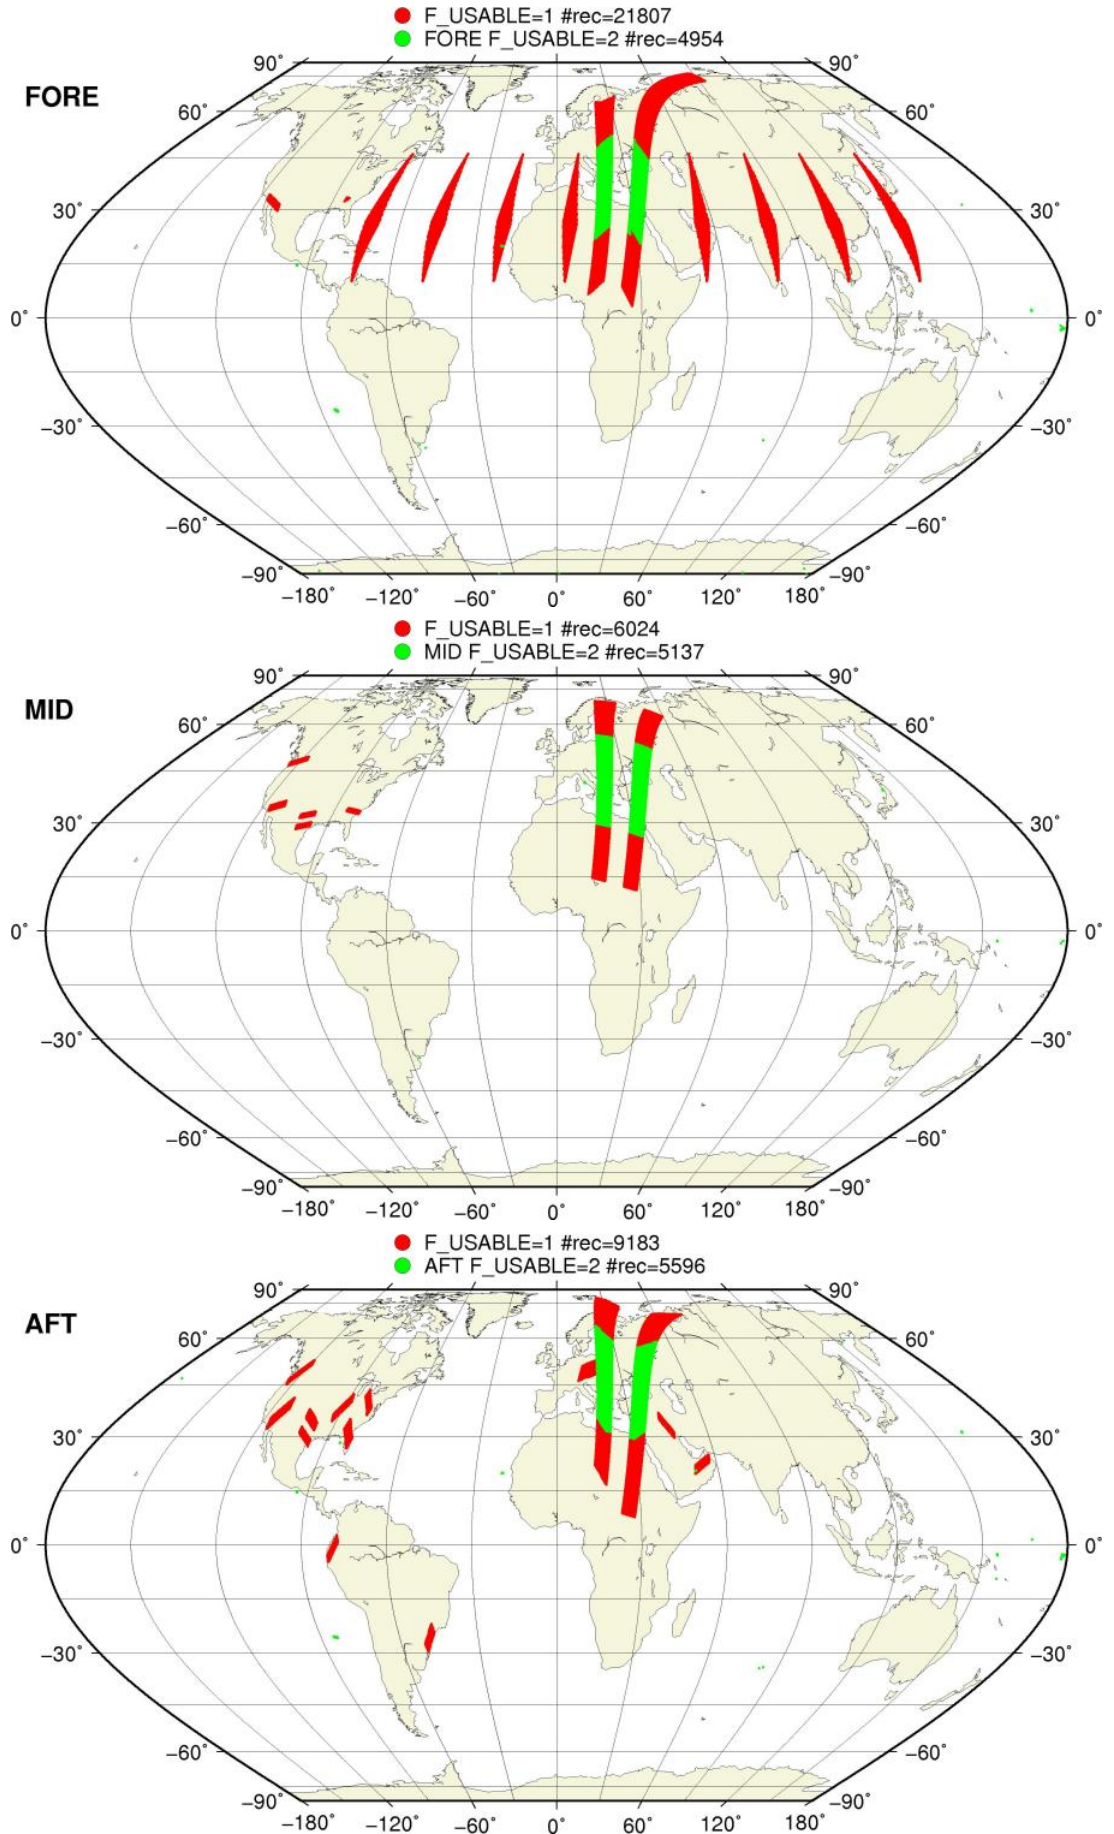 F_USABLE=1 #rec=21807
FORE F_USABLE=2 #rec=4954
FORE
90° 90°
60° 60°
30° 30°
0° 0°
−30° −30°
−60° −60°
−90° −90°
−180° −120° −60° 0° 60° 120° 180°
F_USABLE=1 #rec=6024
MID F_USABLE=2 #rec=5137
MID
90° 90°
60° 60°
30° 30°
0° 0°
−30° −30°
−60° −60°
−90° −90°
−180° −120° −60° 0° 60° 120° 180°
F_USABLE=1 #rec=9183
AFT F_USABLE=2 #rec=5596
AFT
90° 90°
60° 60°
30° 30°
0° 0°
−30° −30°
−60° −60°
−90° −90°
−180° −120° −60° 0° 60° 120° 180°